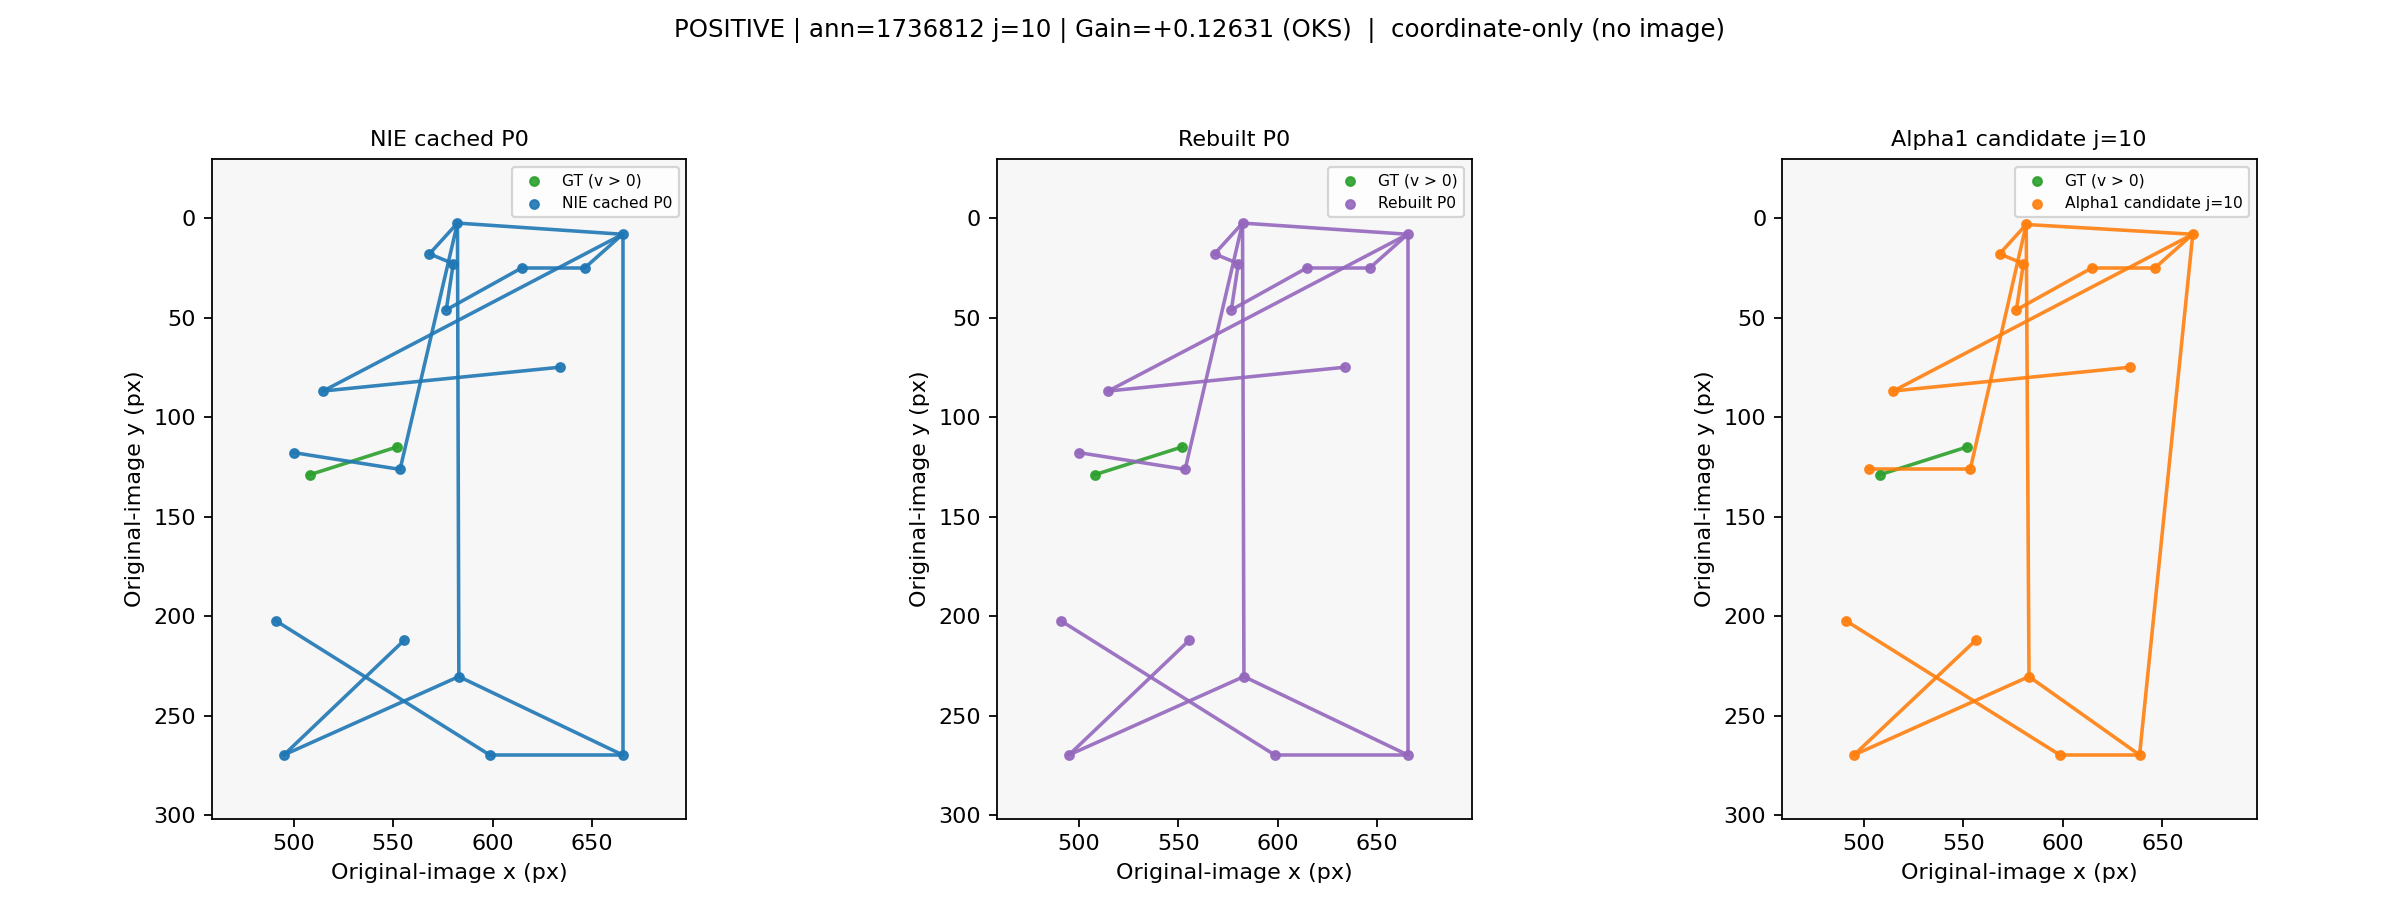 POSITIVE | ann=1736812 j=10 | Gain=+0.12631 (OKS)  |  coordinate-only (no image)
NIE cached P0
GT (v > 0)
NIE cached P0
0
50
100
150
200
250
300
500
550
600
650
Original-image x (px)
Original-image y (px)
Rebuilt P0
GT (v > 0)
Rebuilt P0
0
50
100
150
200
250
300
500
550
600
650
Original-image x (px)
Original-image y (px)
Alpha1 candidate j=10
GT (v > 0)
Alpha1 candidate j=10
0
50
100
150
200
250
300
500
550
600
650
Original-image x (px)
Original-image y (px)